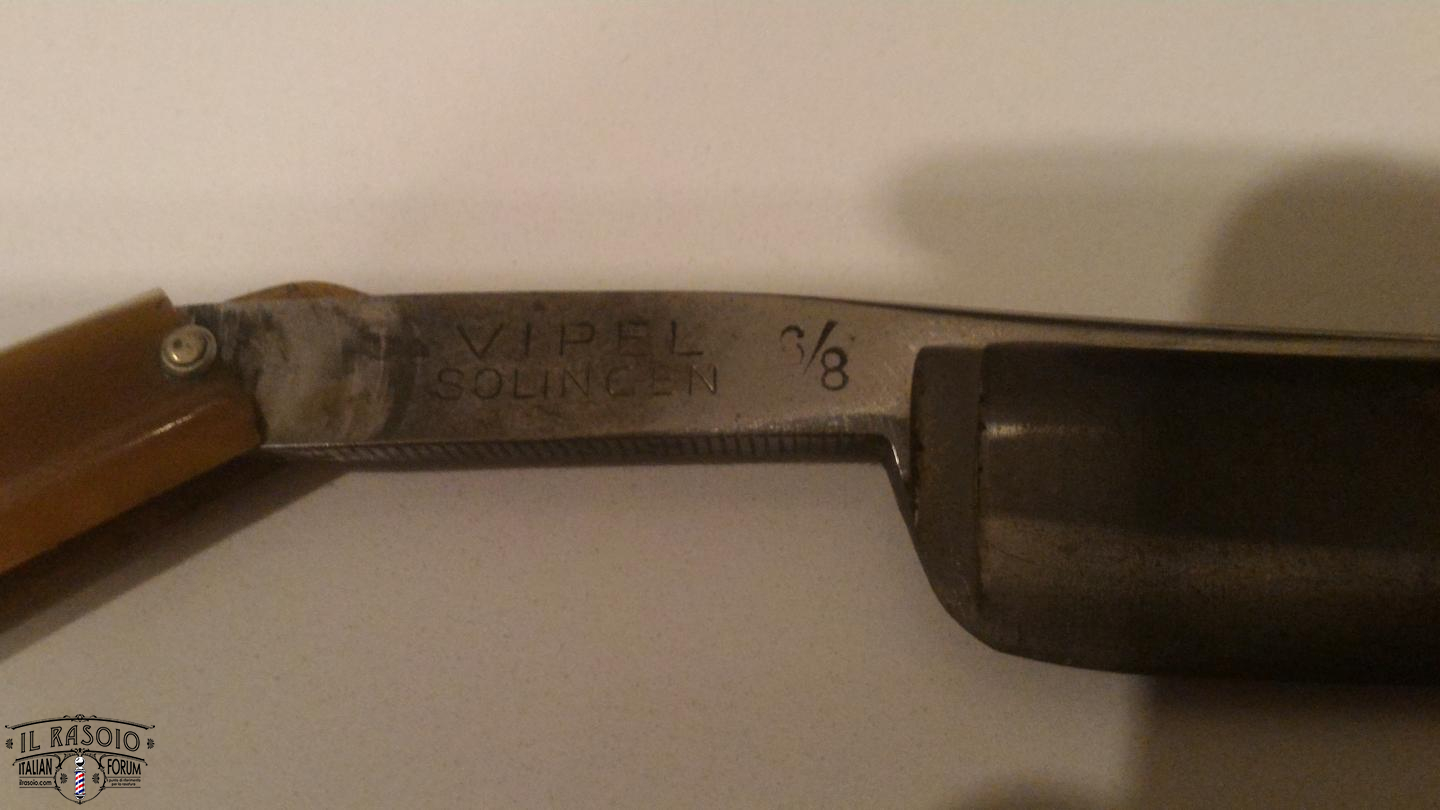 VIPEL 6/8
SOLINGEN
IL RASOIO
ITALIAN FORUM
ilrasoio.com